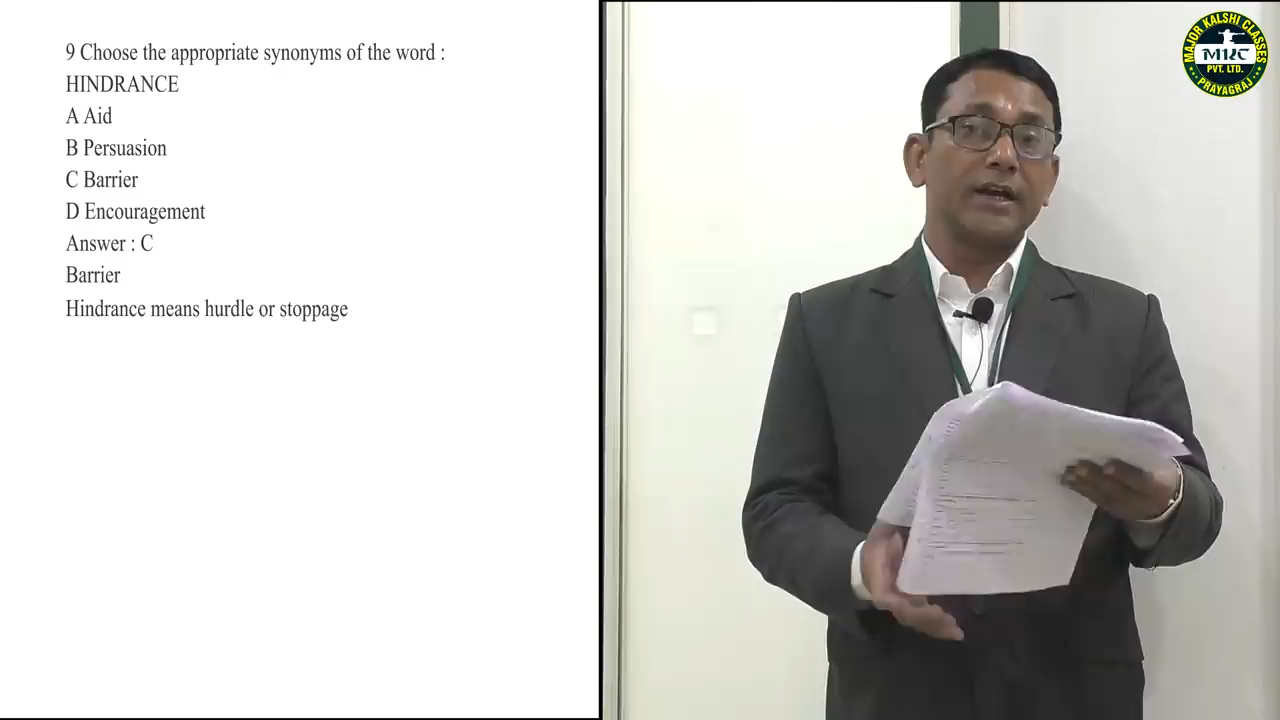 9 Choose the appropriate synonyms of the word :
HINDRANCE
A Aid
B Persuasion
C Barrier
D Encouragement
Answer : C
Barrier
Hindrance means hurdle or stoppage
MAJOR KALSHI CLASSES
MKC
PVT. LTD.
PRAYAGRAJ